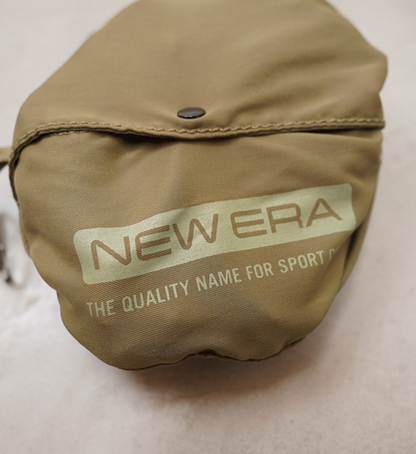 NEW ERA
THE QUALITY NAME FOR SPORT